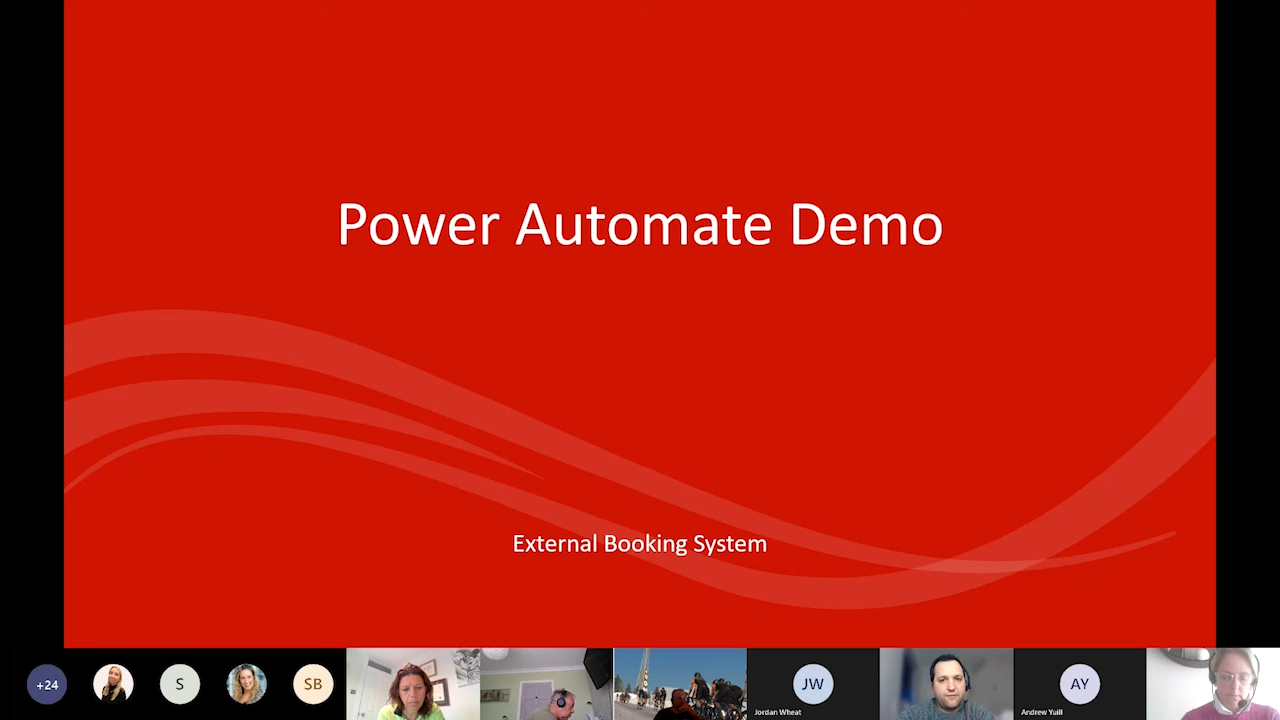 Power Automate Demo
External Booking System
+24
S
SB
JW
Jordan Wheat
AY
Andrew Yuill